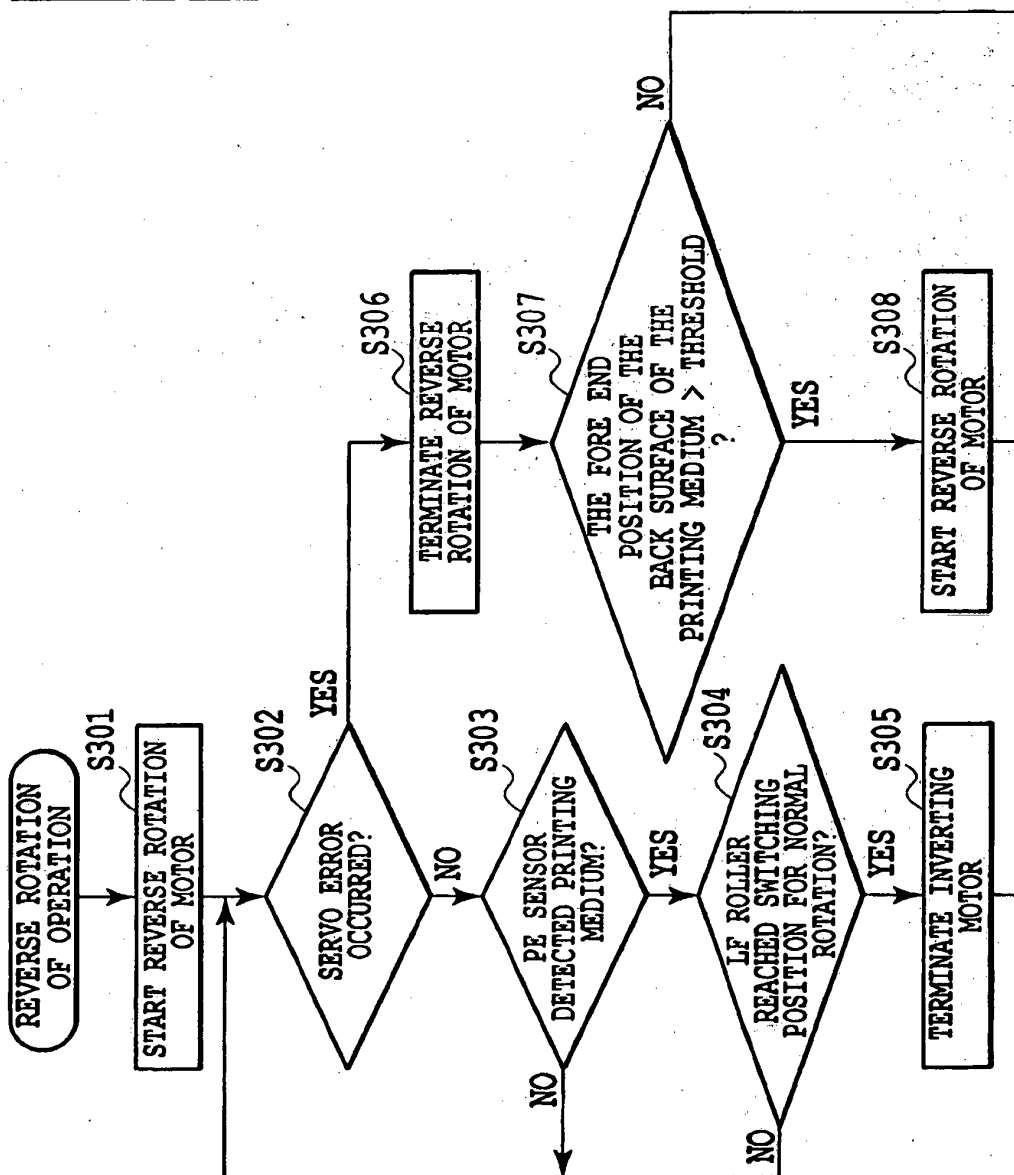 REVERSE ROTATION
OF OPERATION
S301
START REVERSE ROTATION
OF MOTOR
S302
SERVO ERROR
OCCURRED?
YES
NO
S303
PE SENSOR
DETECTED PRINTING
MEDIUM?
NO
YES
S304
LF ROLLER
REACHED SWITCHING
POSITION FOR NORMAL
ROTATION?
NO
YES
S305
TERMINATE INVERTING
MOTOR
S306
TERMINATE REVERSE
ROTATION OF MOTOR
S307
THE FORE END
POSITION OF THE
BACK SURFACE OF THE
PRINTING MEDIUM > THRESHOLD
?
NO
YES
S308
START REVERSE ROTATION
OF MOTOR